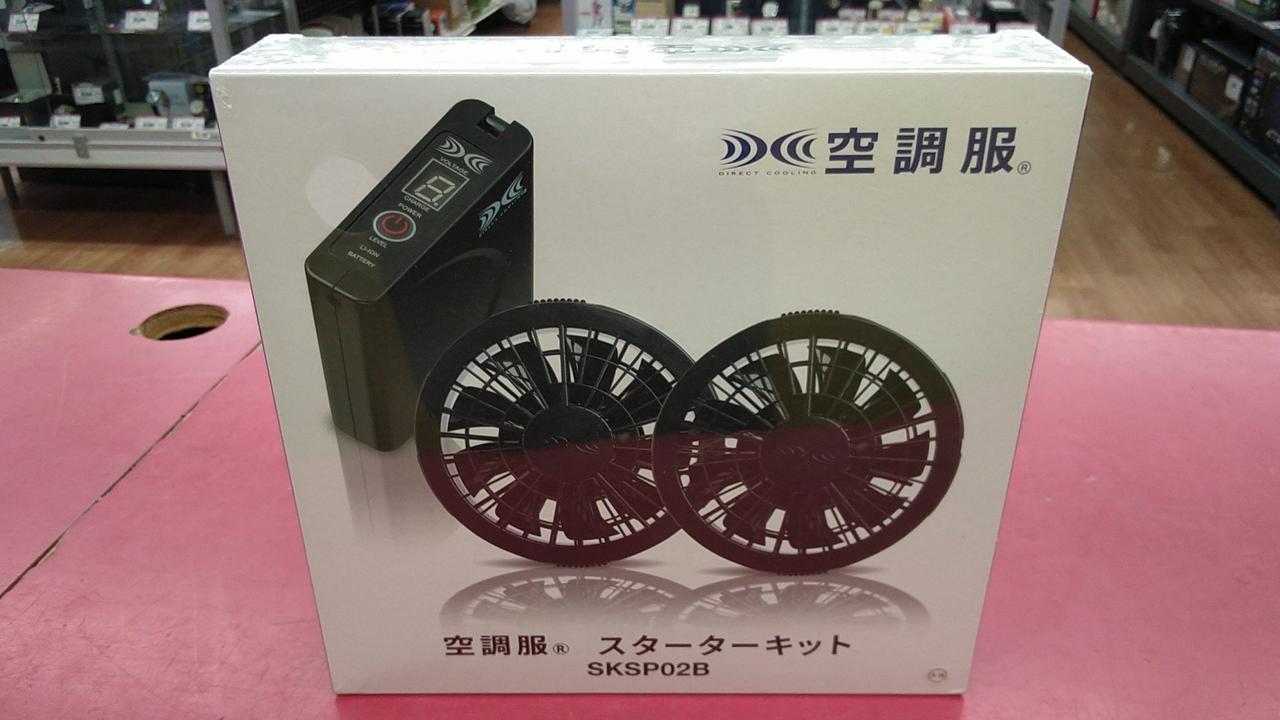 空調服®
DIRECT COOLING
VOLTAGE
18
CHARGE
POWER
LEVEL
LI-ION
BATTERY
空調服® スターターキット
SKSP02B